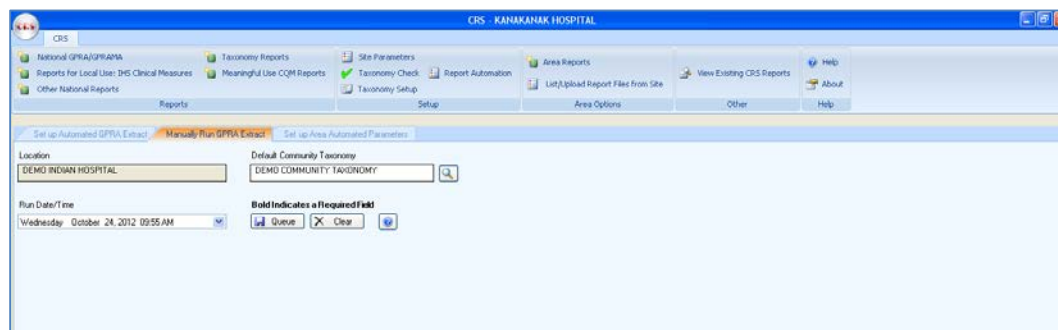 CRS - KANAKANAK HOSPITAL
CRS
National GPRA/GPRAMA
Reports for Local Use: IHS Clinical Measures
Other National Reports
Taxonomy Reports
Meaningful Use CQM Reports
Reports
Site Parameters
Taxonomy Check
Report Automation
Taxonomy Setup
Setup
Area Reports
List/Upload Report Files from Site
Area Options
View Existing CRS Reports
Other
Help
About
Help
Set up Automated GPRA Extract
Manually Run GPRA Extract
Set up Area Automated Parameters
Location
Default Community Taxonomy
DEMO INDIAN HOSPITAL
DEMO COMMUNITY TAXONOMY
Run Date/Time
Bold Indicates a Required Field
Wednesday October 24, 2012 09:55 AM
Queue
Clear